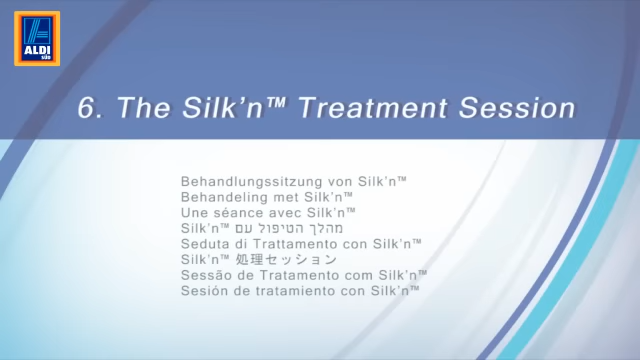 ALDI
SÜD
6. The Silk’n™ Treatment Session
Behandlungssitzung von Silk’n™
Behandeling met Silk’n™
Une séance avec Silk’n™
Silk’n™ מהלך הטיפול עם
Seduta di Trattamento con Silk’n™
Silk’n™ 処理セッション
Sessão de Tratamento com Silk’n™
Sesión de tratamiento con Silk’n™